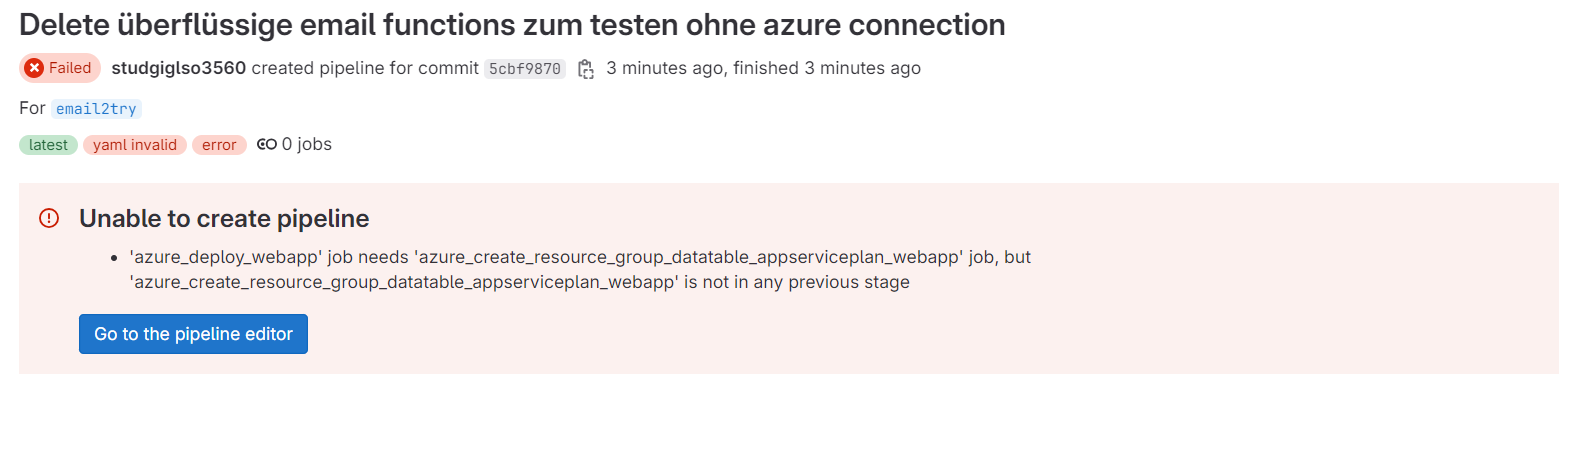 Delete überflüssige email functions zum testen ohne azure connection
Failed studgiglso3560 created pipeline for commit 5cbf9870 3 minutes ago, finished 3 minutes ago
For email2try
latest yaml invalid error 0 jobs
Unable to create pipeline
'azure_deploy_webapp' job needs 'azure_create_resource_group_datatable_appserviceplan_webapp' job, but
'azure_create_resource_group_datatable_appserviceplan_webapp' is not in any previous stage
Go to the pipeline editor